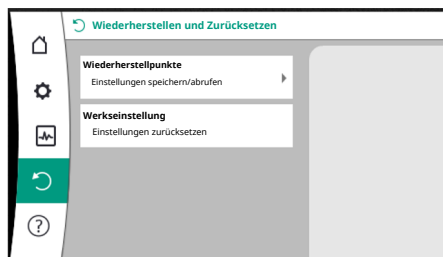 Wiederherstellen und Zurücksetzen
Wiederherstellpunkte
Einstellungen speichern/abrufen
Werkseinstellung
Einstellungen zurücksetzen
?